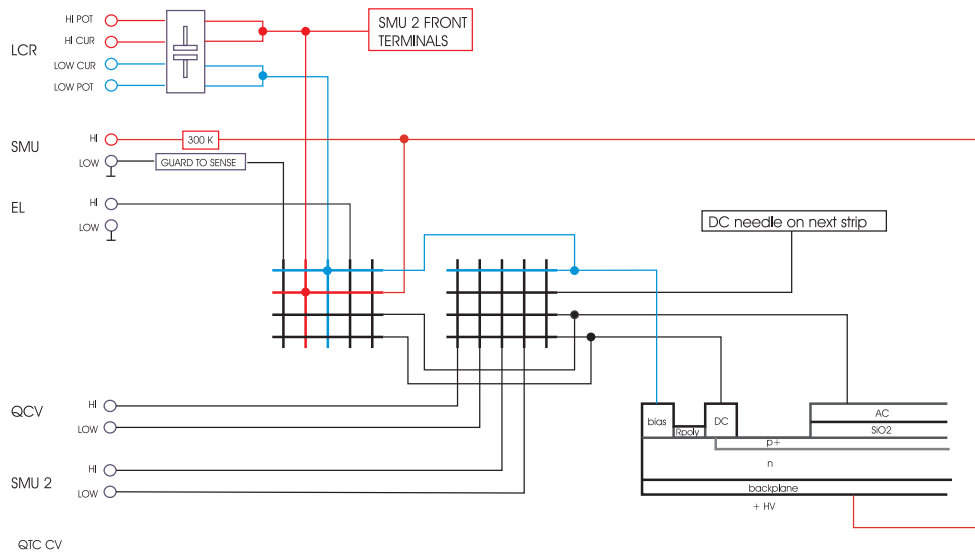 HI POT
HI CUR
LCR
LOW CUR
LOW POT
SMU 2 FRONT
TERMINALS
SMU
HI
300 K
LOW
GUARD TO SENSE
EL
HI
LOW
DC needle on next strip
QCV
HI
LOW
SMU 2
HI
LOW
bias
Rpoly
DC
AC
SiO2
p+
n
backplane
+ HV
QTC CV